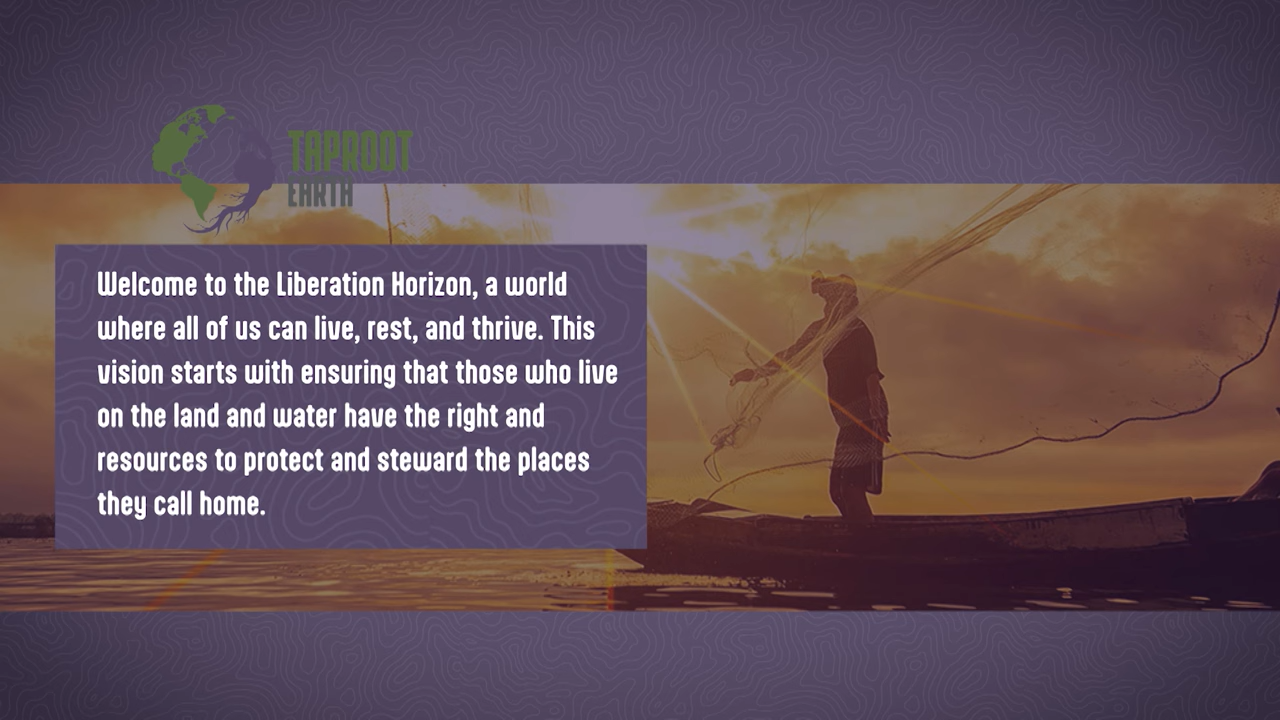 TAPROOT
EARTH
Welcome to the Liberation Horizon, a world
where all of us can live, rest, and thrive. This
vision starts with ensuring that those who live
on the land and water have the right and
resources to protect and steward the places
they call home.